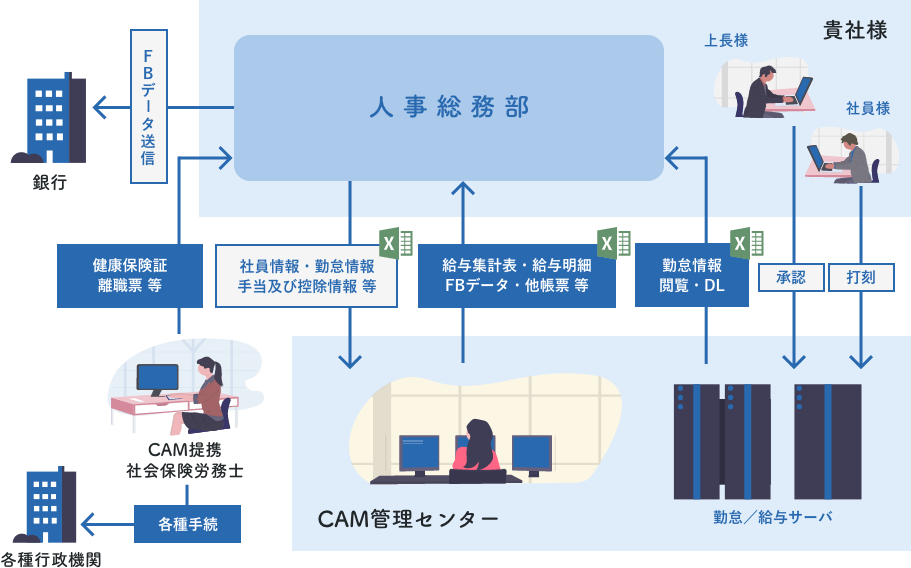 貴社様
上長様
社員様
人事総務部
FBデータ送信
銀行
健康保険証
離職票 等
社員情報・勤怠情報
手当及び控除情報 等
X
給与集計表・給与明細
FBデータ・他帳票 等
X
勤怠情報
閲覧・DL
X
承認
打刻
CAM提携
社会保険労務士
各種手続
各種行政機関
CAM管理センター
勤怠／給与サーバ